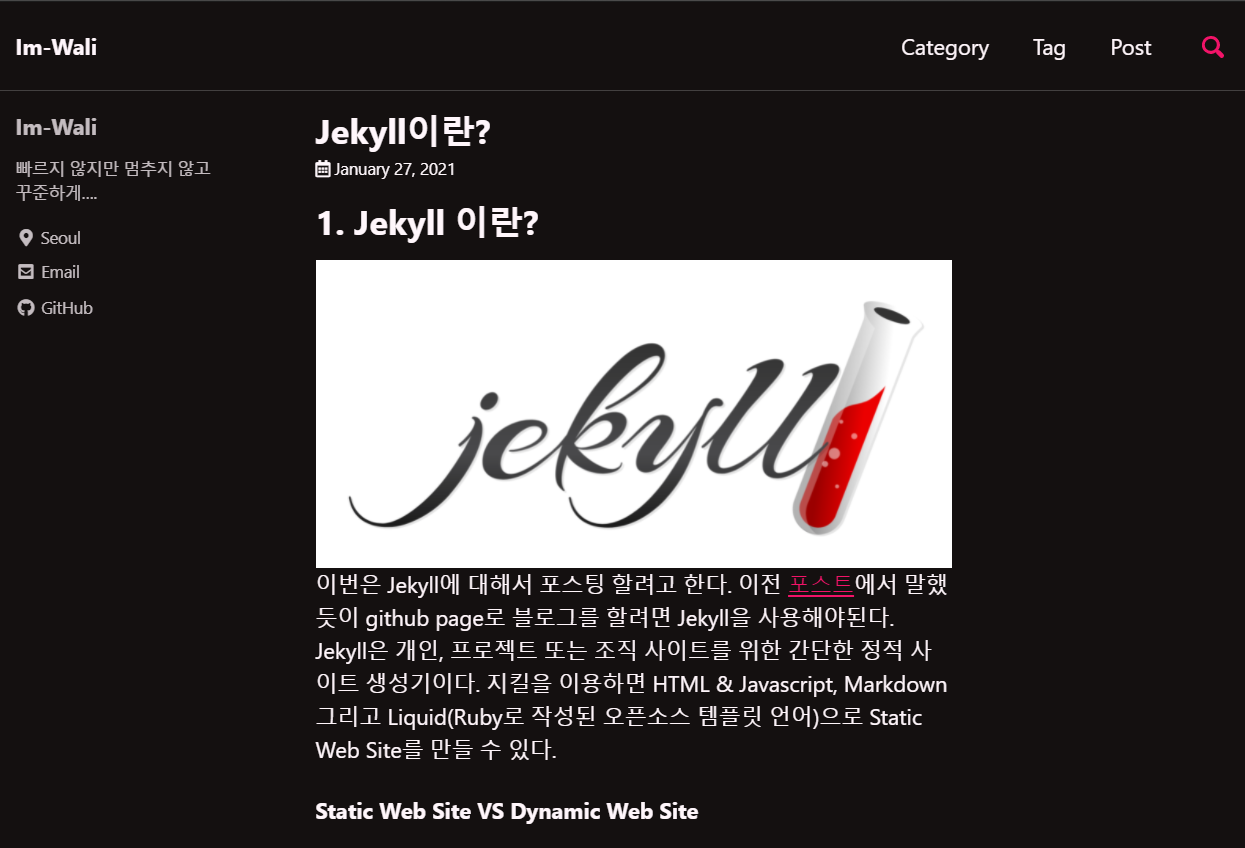 Im-Wali
Category
Tag
Post
Im-Wali
빠르지 않지만 멈추지 않고
꾸준하게....
Seoul
Email
GitHub
Jekyll이란?
January 27, 2021
1. Jekyll 이란?
jekyll
이번은 Jekyll에 대해서 포스팅 할려고 한다. 이전 포스트에서 말했
듯이 github page로 블로그를 할려면 Jekyll을 사용해야된다.
Jekyll은 개인, 프로젝트 또는 조직 사이트를 위한 간단한 정적 사
이트 생성기이다. 지킬을 이용하면 HTML & Javascript, Markdown
그리고 Liquid(Ruby로 작성된 오픈소스 템플릿 언어)으로 Static
Web Site를 만들 수 있다.
Static Web Site VS Dynamic Web Site